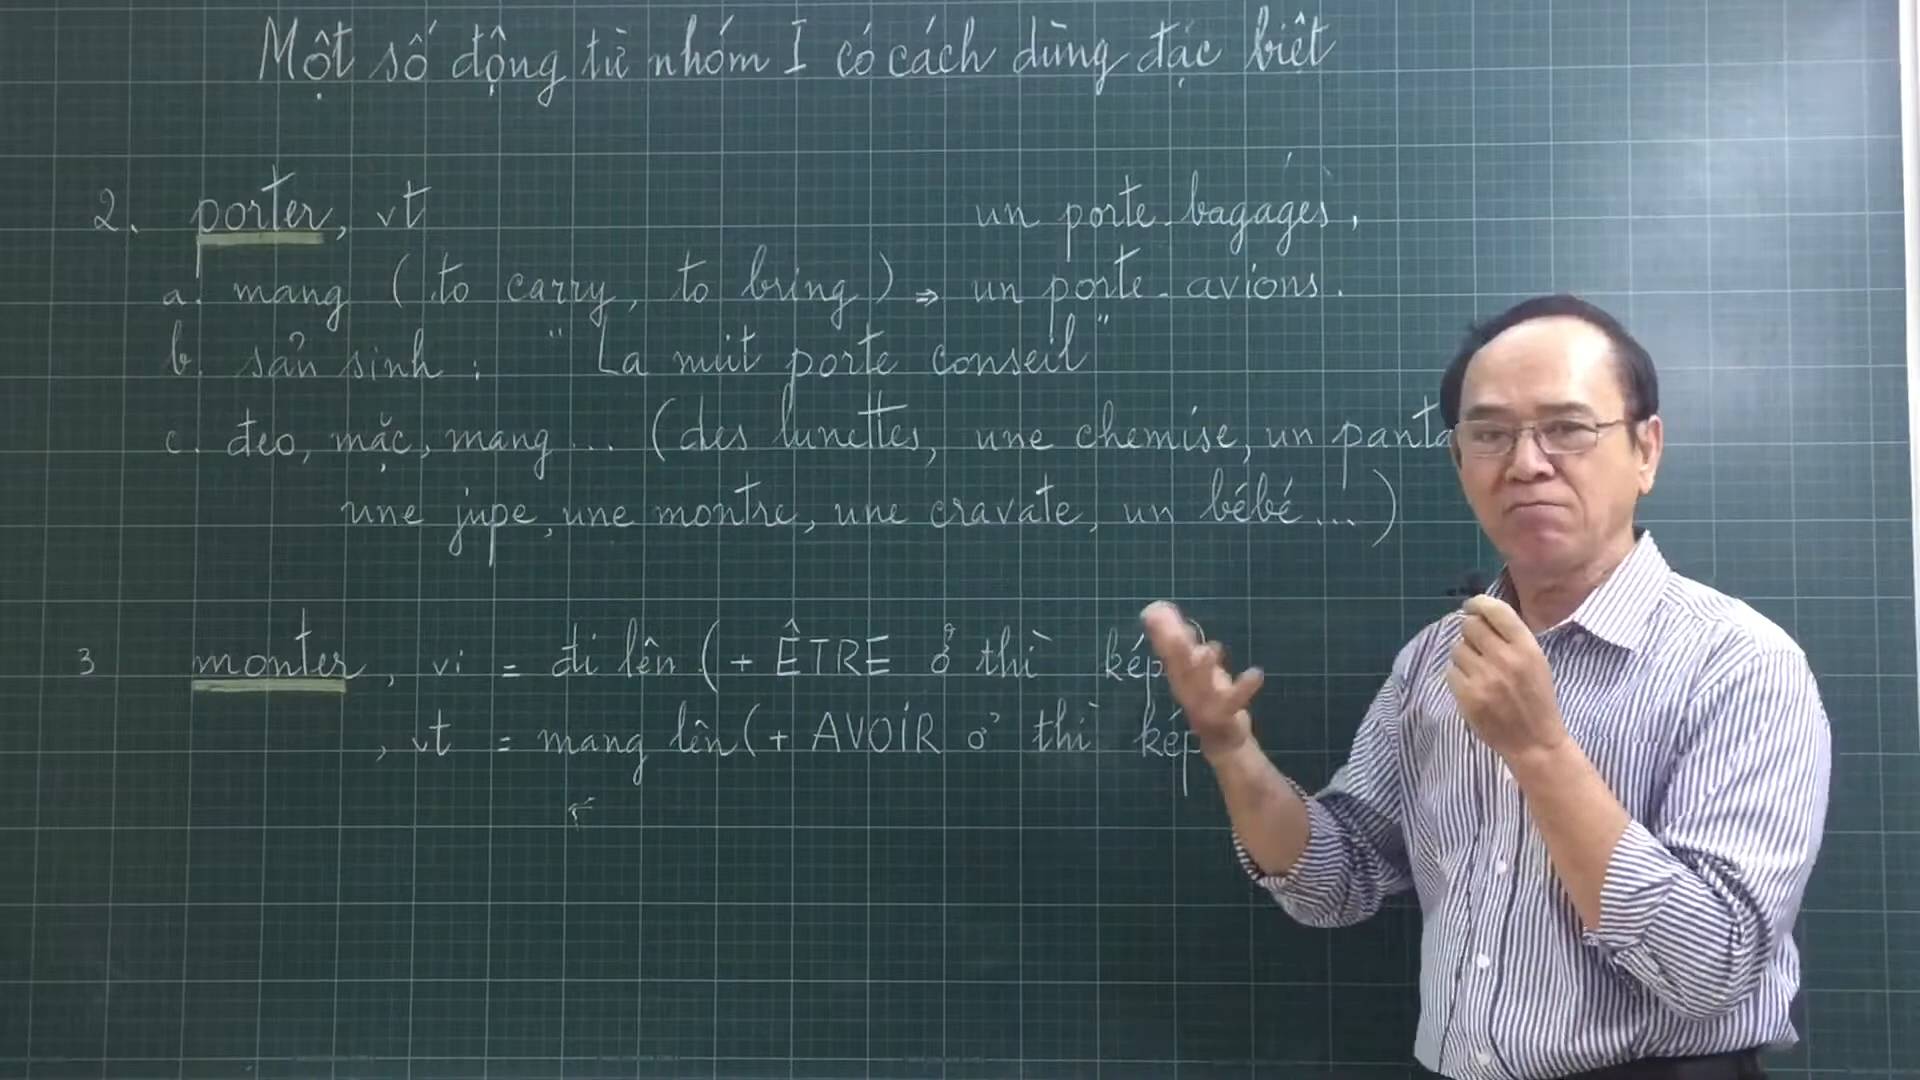 Một số động từ nhóm I có cách dùng đặc biệt
2. porter, vt
un porte-bagages,
a. mang (to carry, to bring) ⇒ un porte-avions.
b. sản sinh : "La nuit porte conseil"
c. đeo, mặc, mang ... (des lunettes, une chemise, un panta
une jupe, une montre, une cravate, un bébé ...)
3 monter, vi = đi lên (+ ÊTRE ở thì kép)
, vt = mang lên (+ AVOIR ở thì kép